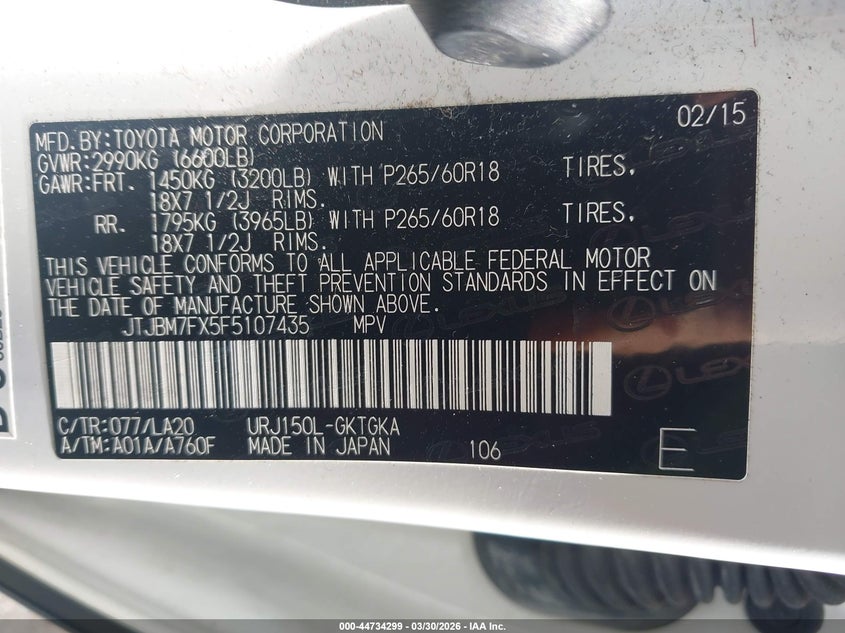 02/15
MFD.BY:TOYOTA MOTOR CORPORATION
GVWR:2990KG (6600LB)
GAWR:FRT. 1450KG (3200LB) WITH P265/60R18 TIRES,
18X7 1/2J RIMS.
RR. 1795KG (3965LB) WITH P265/60R18 TIRES,
18X7 1/2J RIMS.
THIS VEHICLE CONFORMS TO ALL APPLICABLE FEDERAL MOTOR
VEHICLE SAFETY AND THEFT PREVENTION STANDARDS IN EFFECT ON
THE DATE OF MANUFACTURE SHOWN ABOVE.
JTJBM7FX5F5107435 MPV
C/TR:077/LA20 URJ150L-GKTGKA
A/TM:A01A/A760F MADE IN JAPAN 106 E
LEXUS
000-44734299 — 03/30/2026 — IAA Inc.